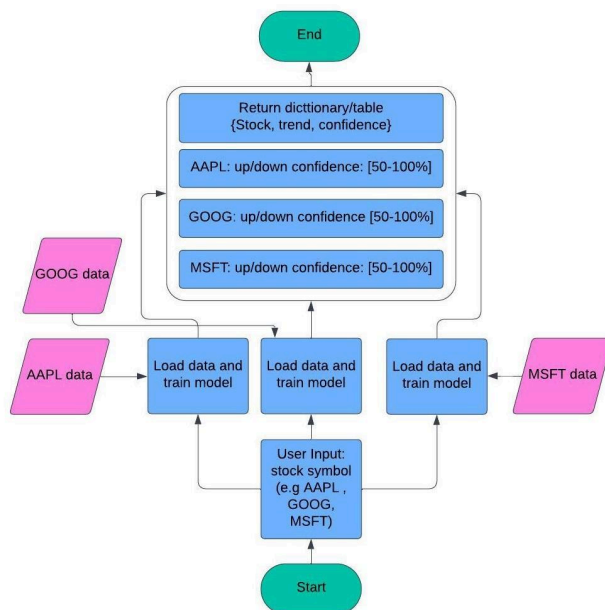 End
Return dicttionary/table
{Stock, trend, confidence}
AAPL: up/down confidence: [50-100%]
GOOG: up/down confidence [50-100%]
MSFT: up/down confidence: [50-100%]
GOOG data
AAPL data
Load data and
train model
Load data and
train model
Load data and
train model
MSFT data
User Input:
stock symbol
(e.g AAPL ,
GOOG,
MSFT)
Start